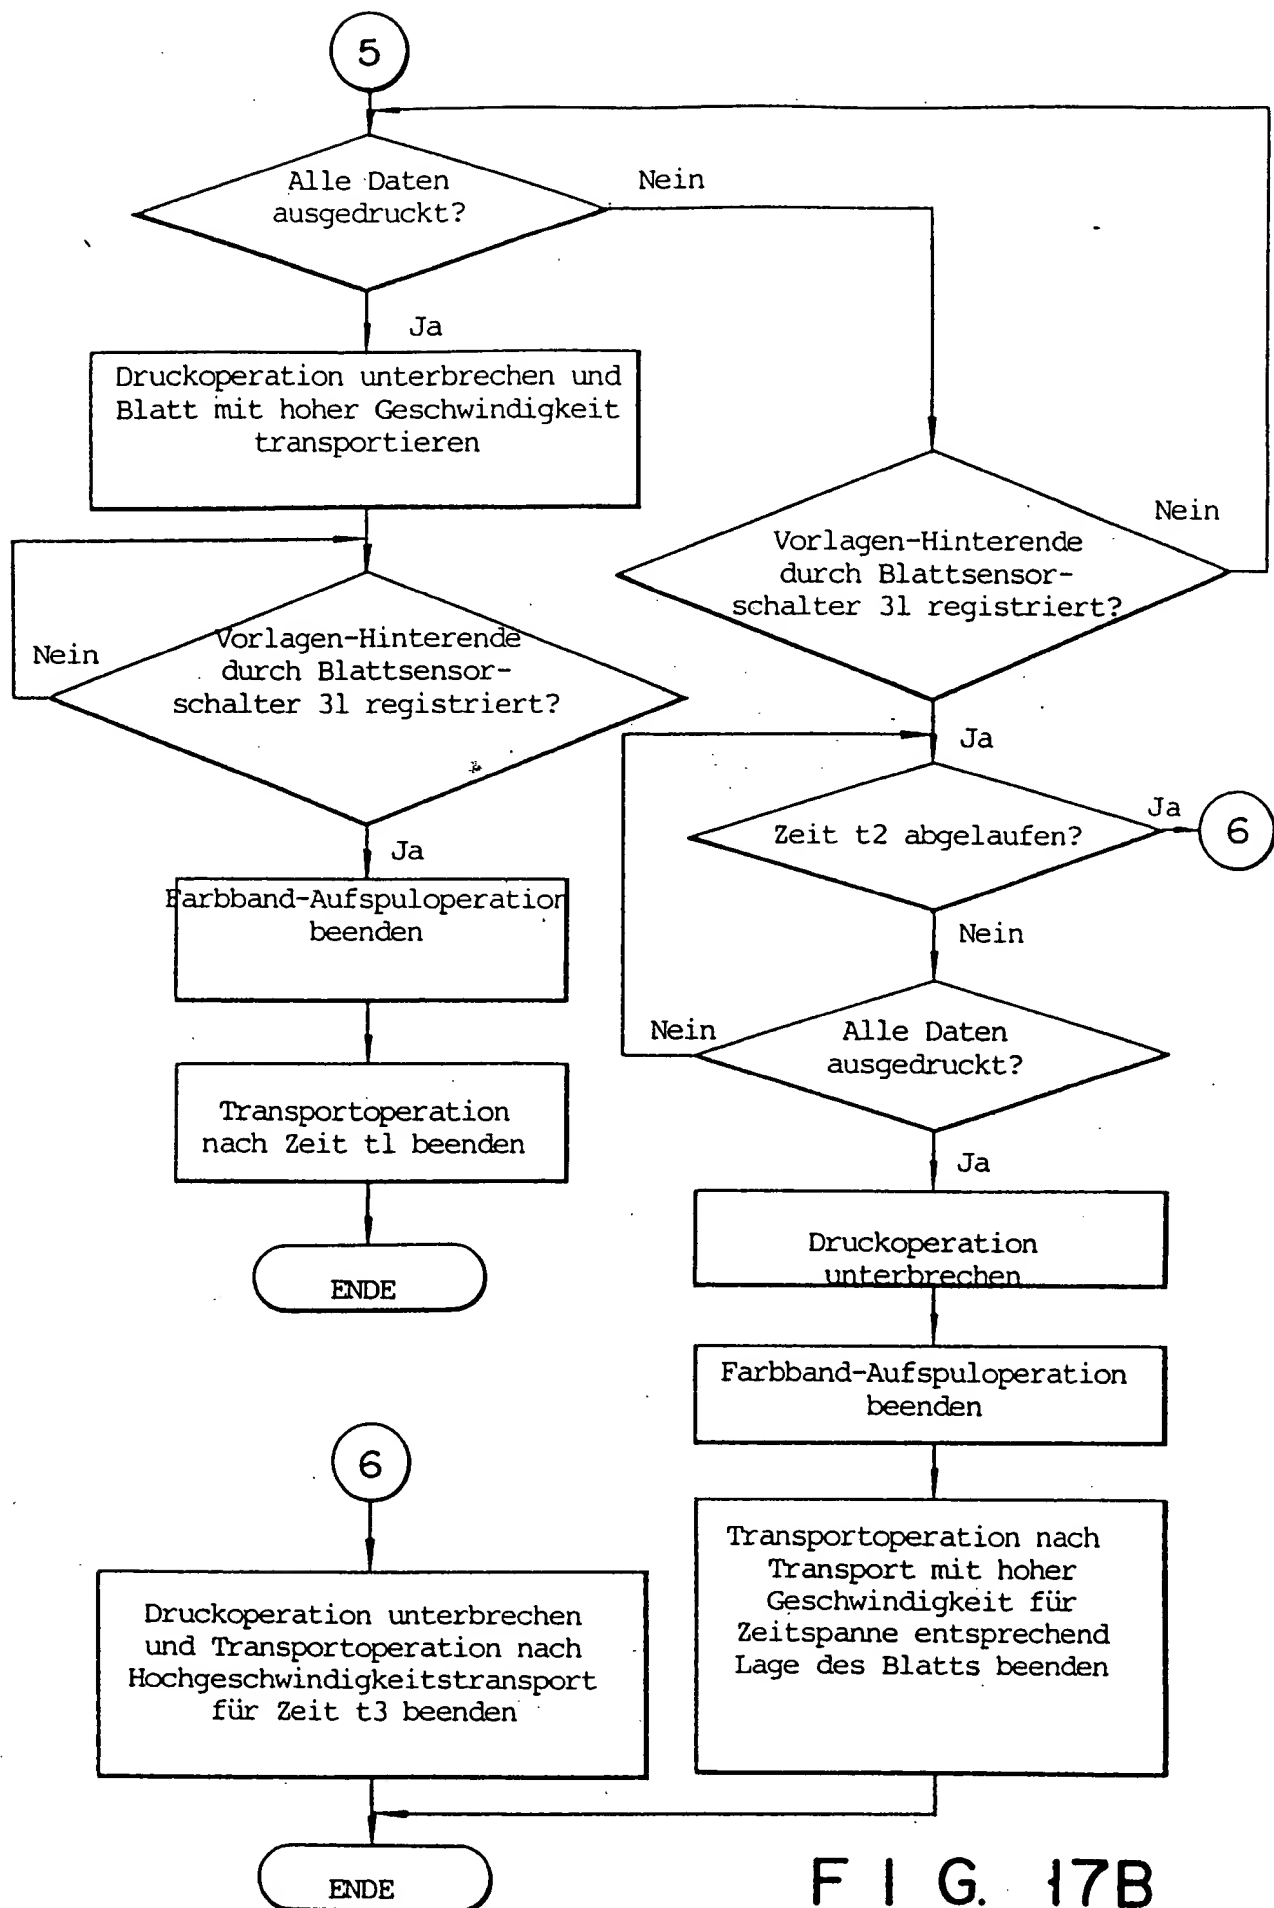 5
Alle Daten
ausgedruckt?
Nein
Ja
Druckoperation unterbrechen und
Blatt mit hoher Geschwindigkeit
transportieren
Nein
Vorlagen-Hinterende
durch Blattsensor-
schalter 31 registriert?
Nein
Vorlagen-Hinterende
durch Blattsensor-
schalter 31 registriert?
Ja
Ja
Zeit t2 abgelaufen?
Ja
6
Farbband-Aufspuloperation
beenden
Nein
Nein
Alle Daten
ausgedruckt?
Transportoperation
nach Zeit t1 beenden
Ja
ENDE
Druckoperation
unterbrechen
Farbband-Aufspuloperation
beenden
6
Transportoperation nach
Transport mit hoher
Geschwindigkeit für
Zeitspanne entsprechend
Lage des Blatts beenden
Druckoperation unterbrechen
und Transportoperation nach
Hochgeschwindigkeitstransport
für Zeit t3 beenden
ENDE
FIG. 17B